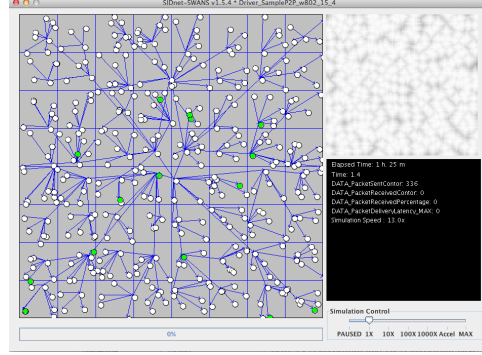 SIDnet-SWANS v1.5.4 * Driver_SampleP2P_w802_15_4
Elapsed Time: 1 h. 25 m
Time: 1.4
DATA_PacketSentContor: 336
DATA_PacketReceivedContor: 0
DATA_PacketReceivedPercentage: 0
DATA_PacketDeliveryLatency_MAX: 0
Simulation Speed : 13.0x
Simulation Control
PAUSED 1X 10X 100X 1000X Accel MAX
0%